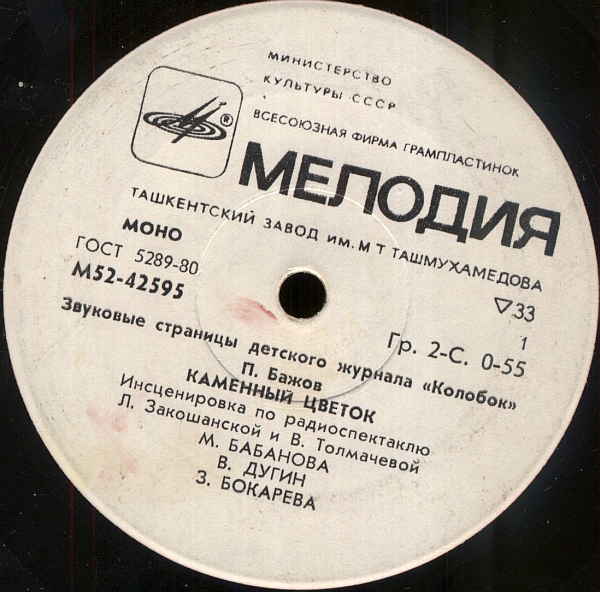 МИНИСТЕРСТВО
КУЛЬТУРЫ СССР
®
ВСЕСОЮЗНАЯ ФИРМА ГРАМПЛАСТИНОК
МЕЛОДИЯ
ТАШКЕНТСКИЙ ЗАВОД ИМ. М Т ТАШМУХАМЕДОВА
МОНО
ГОСТ 5289-80
М52-42595
▽33
1
Гр. 2-С. 0-55
Звуковые страницы детского журнала «Колобок»
П. Бажов
КАМЕННЫЙ ЦВЕТОК
Инсценировка по радиоспектаклю
Л. Закошанской и В. Толмачевой
М. БАБАНОВА
В. ДУГИН
З. БОКАРЕВА